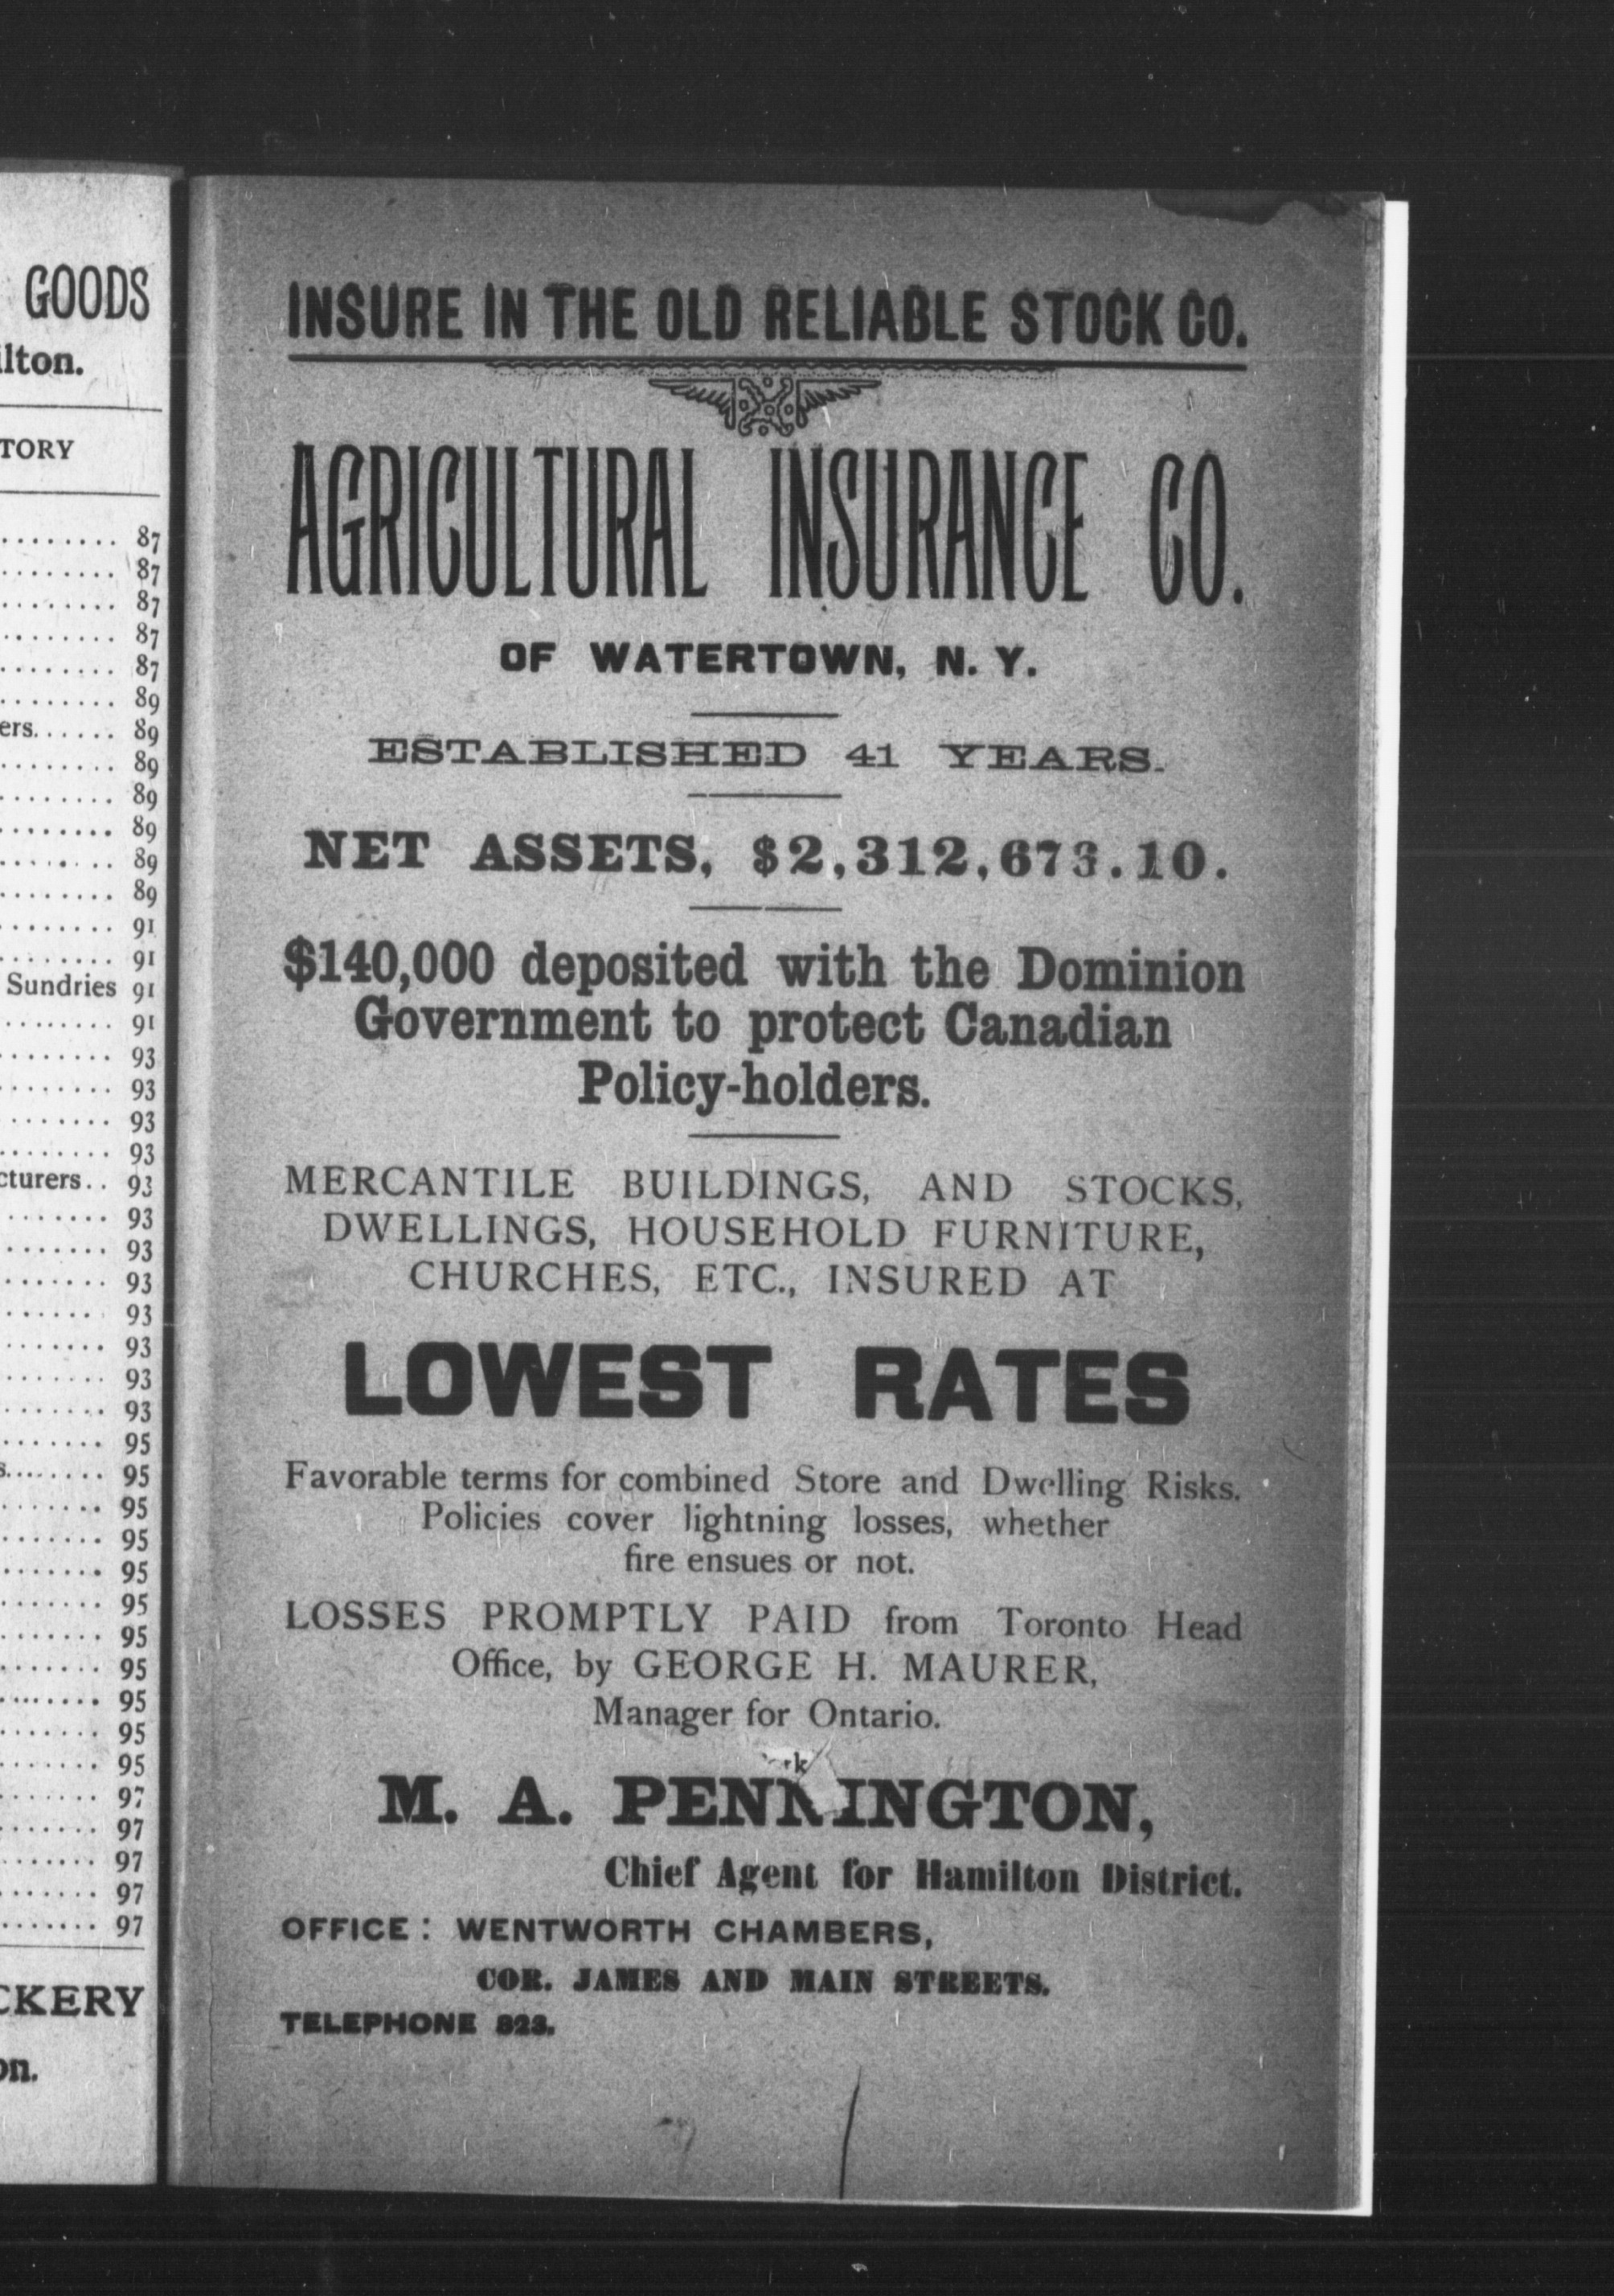 GOODS
ilton.
TORY
........ 87
........ 87
........ 87
........ 87
........ 87
........ 89
ers...... 89
........ 89
........ 89
........ 89
........ 89
........ 89
........ 91
........ 91
Sundries 91
........ 91
........ 93
........ 93
........ 93
........ 93
cturers.. 93
....... 93
....... 93
....... 93
....... 93
....... 93
....... 93
....... 93
....... 95
s........ 95
....... 95
....... 95
....... 95
....... 95
....... 95
....... 95
....... 95
....... 95
....... 95
....... 97
....... 97
....... 97
....... 97
....... 97
CKERY
on.
INSURE IN THE OLD RELIABLE STOCK CO.
AGRICULTURAL INSURANCE CO.
OF WATERTOWN, N. Y.
ESTABLISHED 41 YEARS.
NET ASSETS, $2,312,673.10.
$140,000 deposited with the Dominion
Government to protect Canadian
Policy-holders.
MERCANTILE BUILDINGS, AND STOCKS,
DWELLINGS, HOUSEHOLD FURNITURE,
CHURCHES, ETC., INSURED AT
LOWEST RATES
Favorable terms for combined Store and Dwelling Risks.
Policies cover lightning losses, whether
fire ensues or not.
LOSSES PROMPTLY PAID from Toronto Head
Office, by GEORGE H. MAURER,
Manager for Ontario.
rk
M. A. PENNINGTON,
Chief Agent for Hamilton District.
OFFICE: WENTWORTH CHAMBERS,
COR. JAMES AND MAIN STREETS.
TELEPHONE 823.